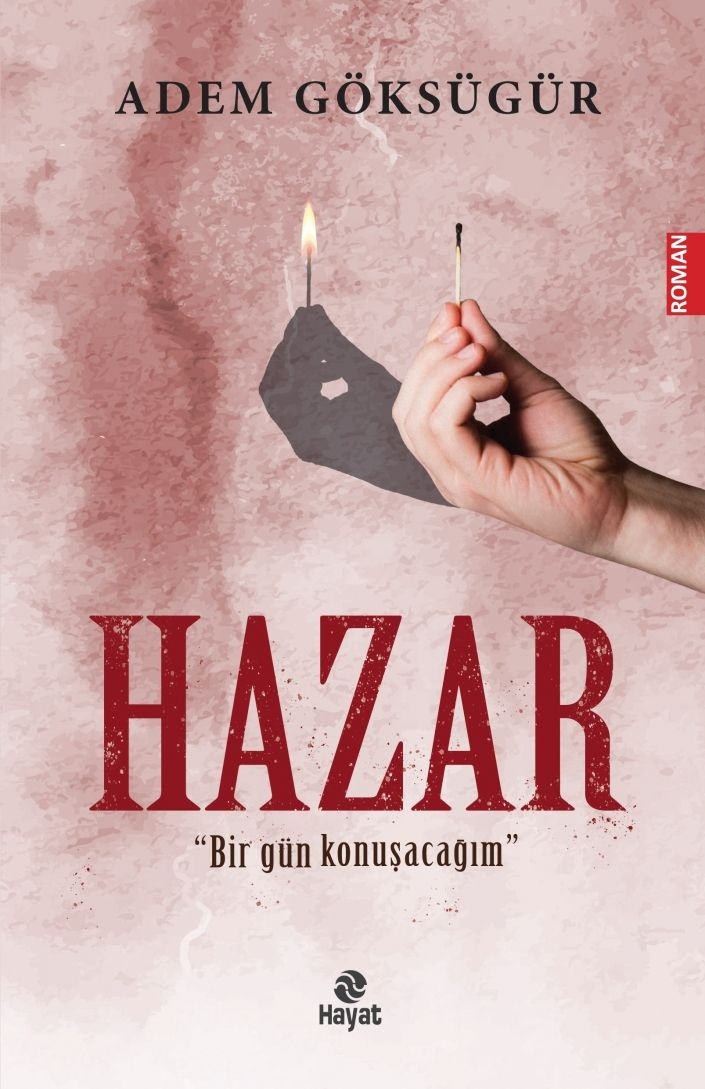 ADEM GÖKSÜGÜR
ROMAN
HAZAR
“Bir gün konuşacağım”
Hayat